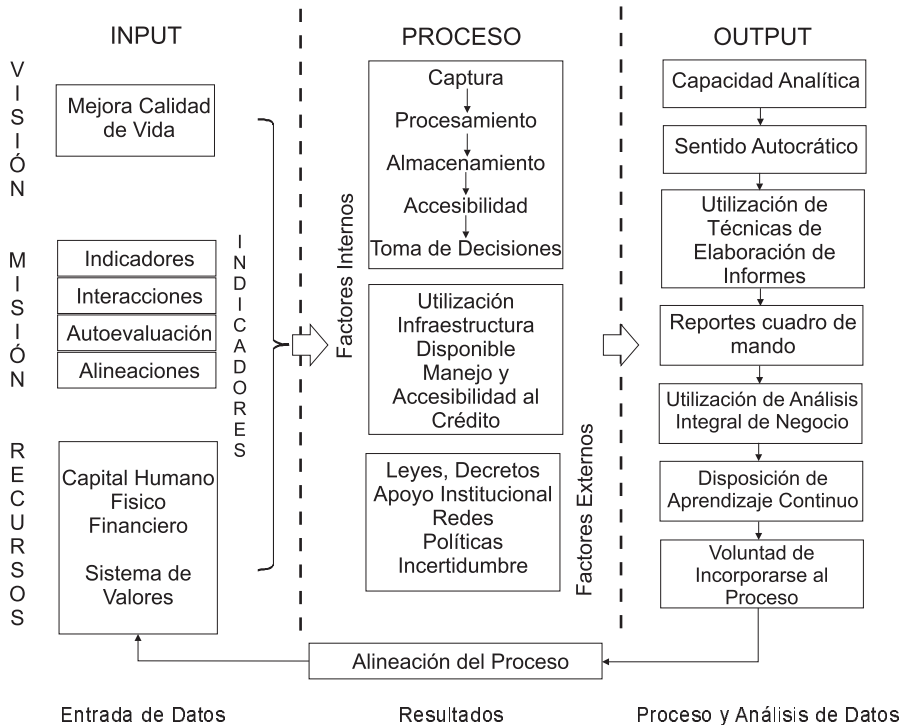 INPUT
PROCESO
OUTPUT
VISIÓN
Mejora Calidad
de Vida
MISIÓN
Indicadores
Interacciones
Autoevaluación
Alineaciones
RECURSOS
Capital Humano
Fisico
Financiero
Sistema de
Valores
INDICADORES
Factores Internos
Captura
Procesamiento
Almacenamiento
Accesibilidad
Toma de Decisiones
Utilización
Infraestructura
Disponible
Manejo y
Accesibilidad al
Crédito
Leyes, Decretos
Apoyo Institucional
Redes
Políticas
Incertidumbre
Factores Externos
Capacidad Analítica
Sentido Autocrático
Utilización de
Técnicas de
Elaboración de
Informes
Reportes cuadro de
mando
Utilización de Análisis
Integral de Negocio
Disposición de
Aprendizaje Continuo
Voluntad de
Incorporarse al
Proceso
Alineación del Proceso
Entrada de Datos
Resultados
Proceso y Análisis de Datos